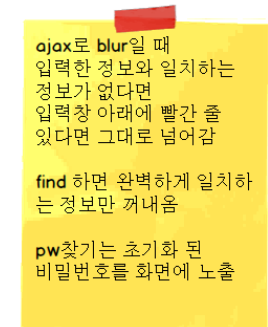 ajax로 blur일 때
입력한 정보와 일치하는
정보가 없다면
입력창 아래에 빨간 줄
있다면 그대로 넘어감
find 하면 완벽하게 일치하
는 정보만 꺼내옴
pw찾기는 초기화 된
비밀번호를 화면에 노출